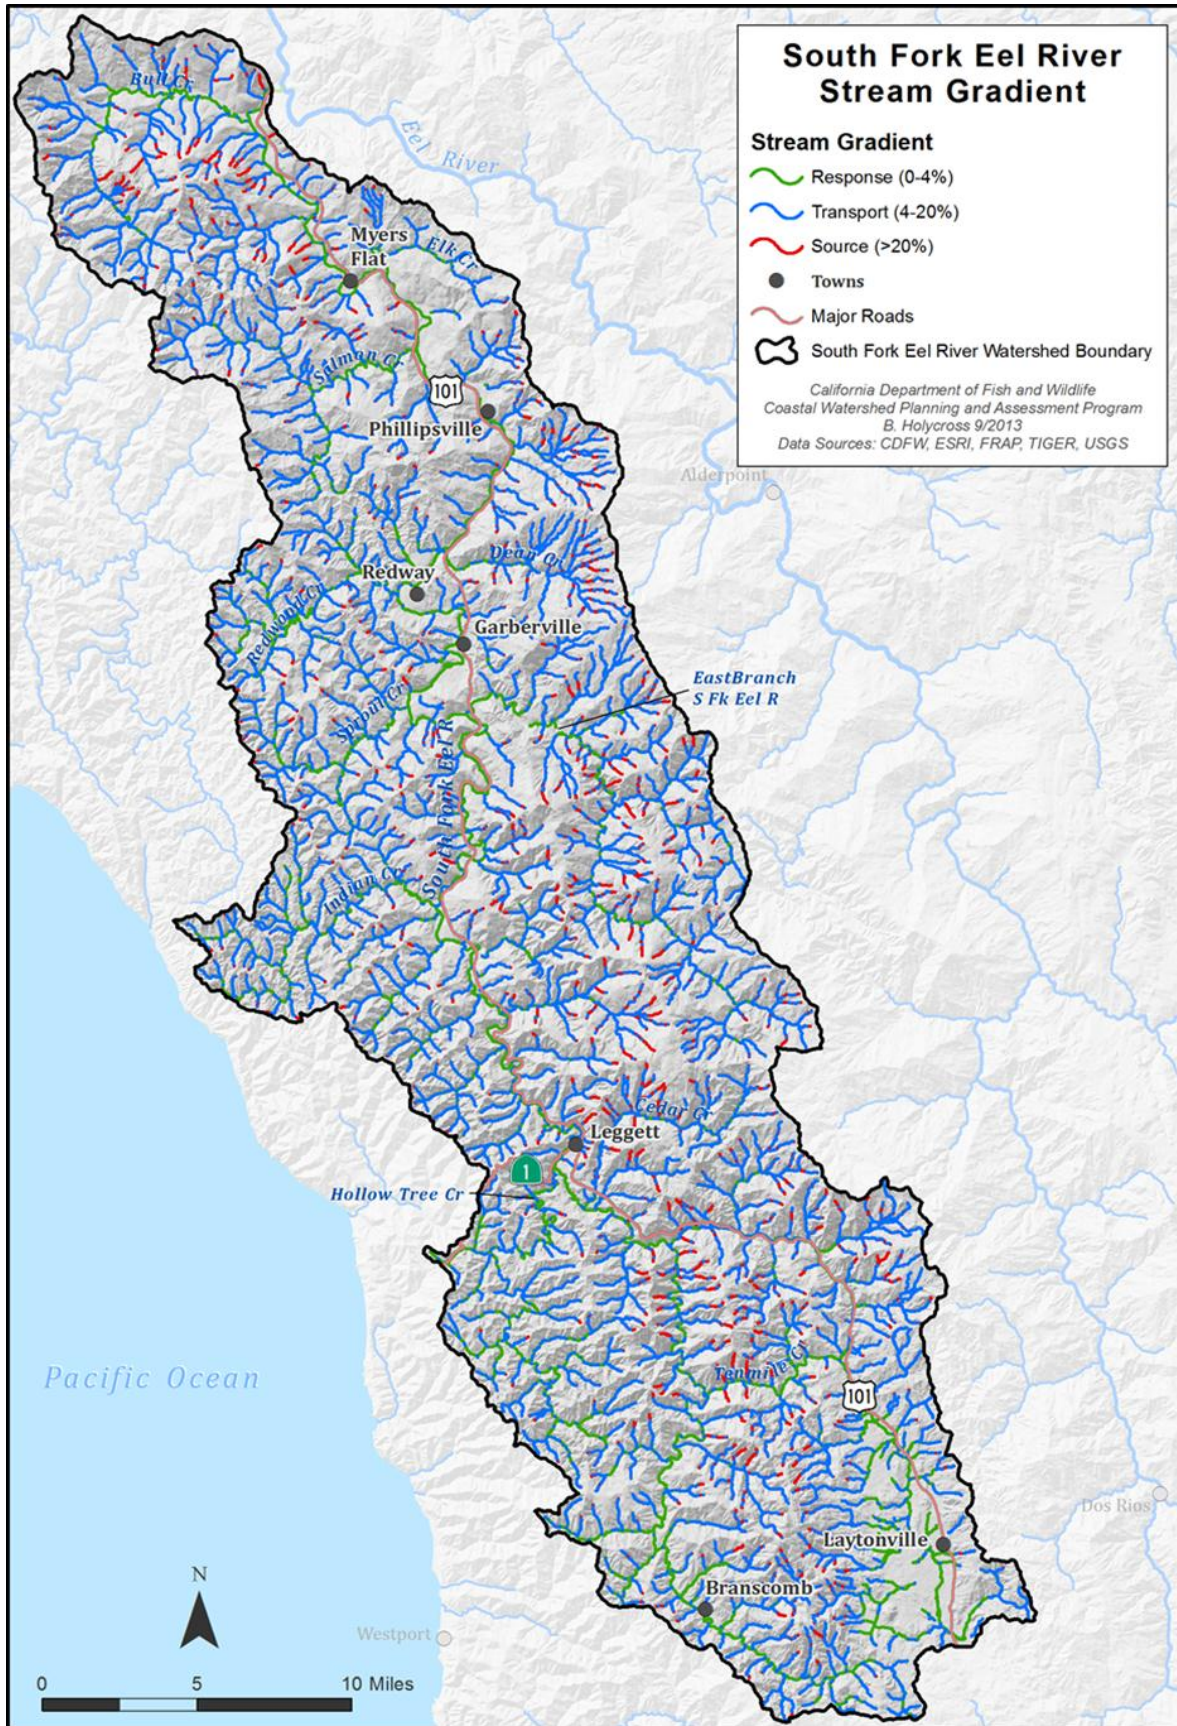 South Fork Eel River
Stream Gradient
Stream Gradient
Response (0-4%)
Transport (4-20%)
Source (>20%)
Towns
Major Roads
South Fork Eel River Watershed Boundary
California Department of Fish and Wildlife
Coastal Watershed Planning and Assessment Program
B. Holycross 9/2013
Data Sources: CDFW, ESRI, FRAP, TIGER, USGS
Bull Cr
Eel River
Myers
Flat
Elk Cr
Salmon Cr
101
Phillipsville
Alderpoint
Dean Cr
Redway
Redwood Cr
Garberville
EastBranch
S Fk Eel R
Sproul Cr
South Fork Eel R
Indian Cr
Cedar Cr
Leggett
1
Hollow Tree Cr
Pacific Ocean
Tenmile Cr
101
Dos Rios
Laytonville
Branscomb
N
Westport
0 5 10 Miles